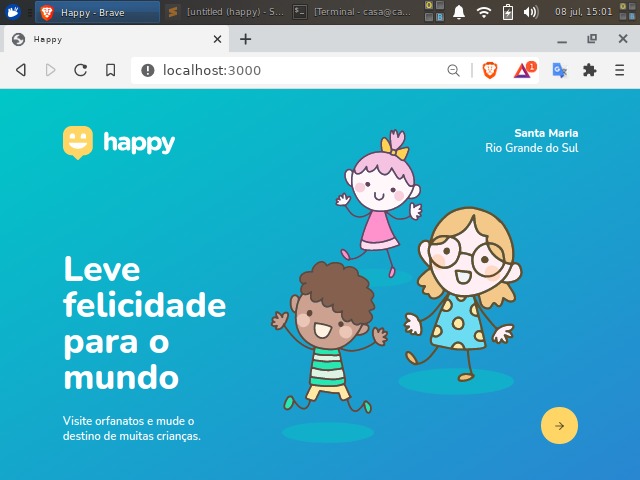 Happy - Brave
[untitled (happy) - S...
[Terminal - casa@ca...
08 jul, 15:01
Happy
localhost:3000
1
happy
Santa Maria
Rio Grande do Sul
Leve
felicidade
para o
mundo
Visite orfanatos e mude o
destino de muitas crianças.